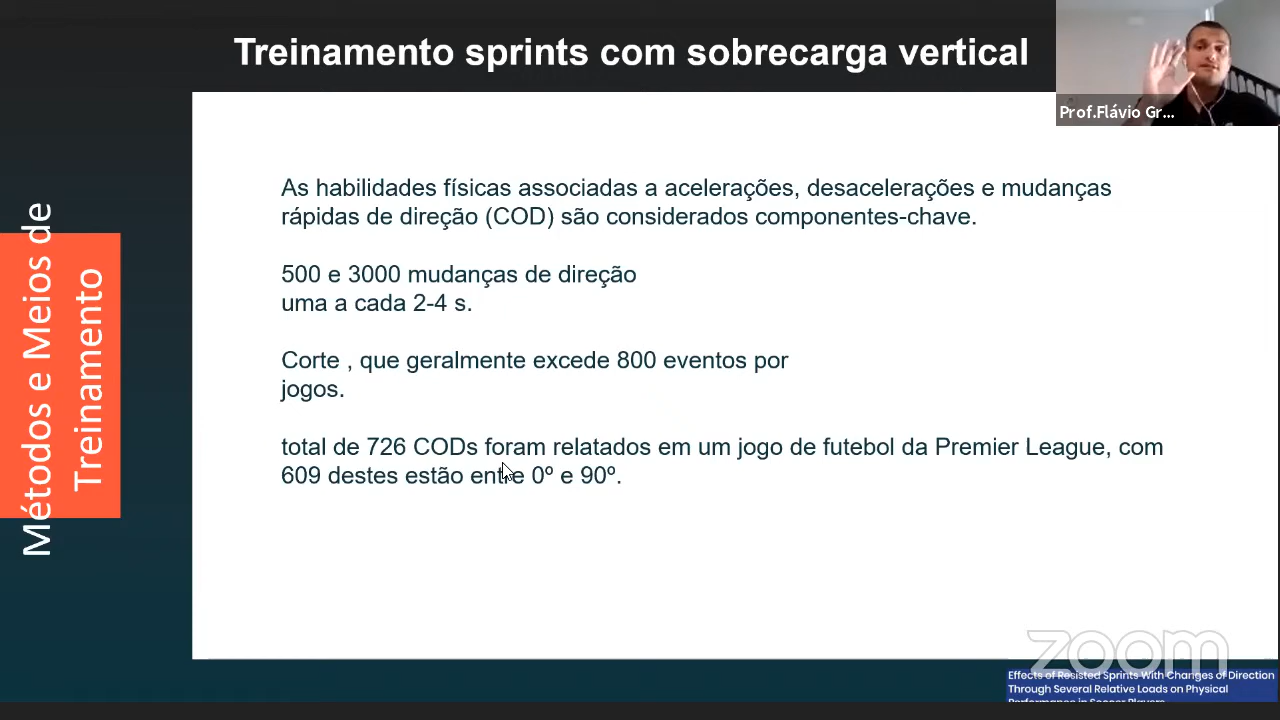 Treinamento sprints com sobrecarga vertical
Prof.Flávio Gr...
Métodos e Meios de
Treinamento
As habilidades físicas associadas a acelerações, desacelerações e mudanças
rápidas de direção (COD) são considerados componentes-chave.
500 e 3000 mudanças de direção
uma a cada 2-4 s.
Corte , que geralmente excede 800 eventos por
jogos.
total de 726 CODs foram relatados em um jogo de futebol da Premier League, com
609 destes estão entre 0º e 90º.
zoom
Effects of Resisted Sprints With Changes of Direction
Through Several Relative Loads on Physical
Performance in Soccer Players